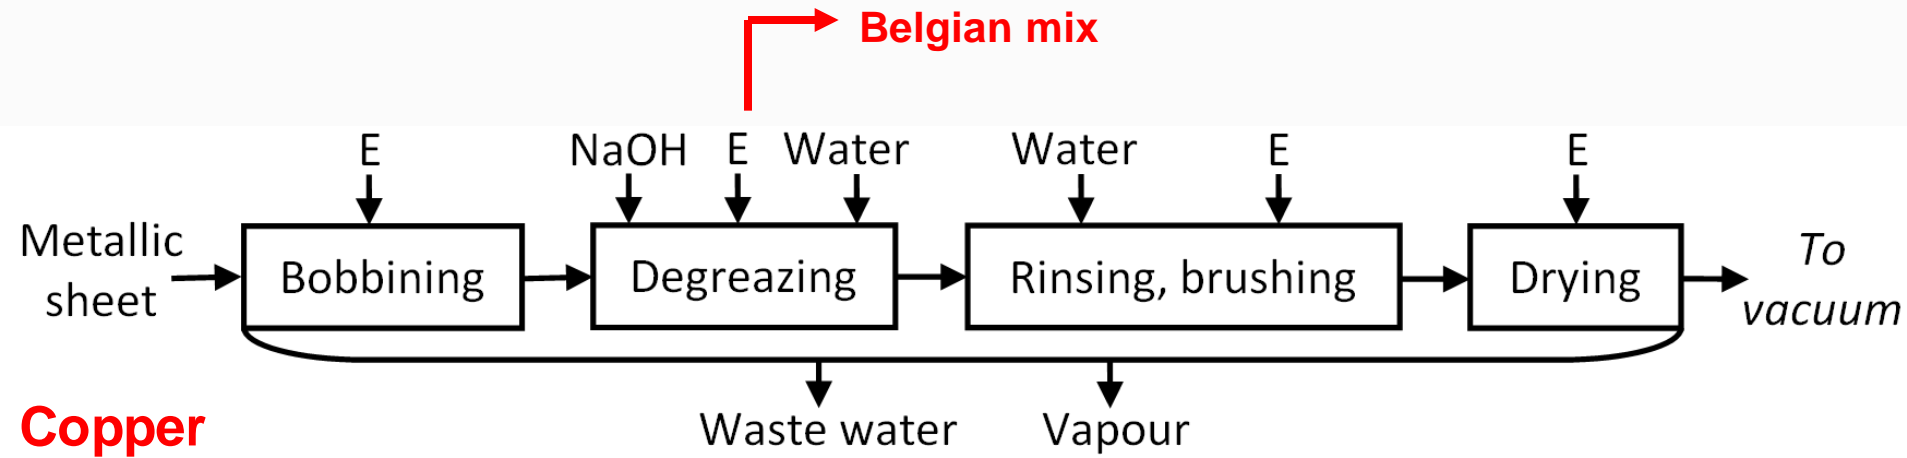 Belgian mix
E
NaOH E Water
Water E
E
Metallic
sheet
Bobbining
Degreazing
Rinsing, brushing
Drying
To
vacuum
Waste water
Vapour
Copper